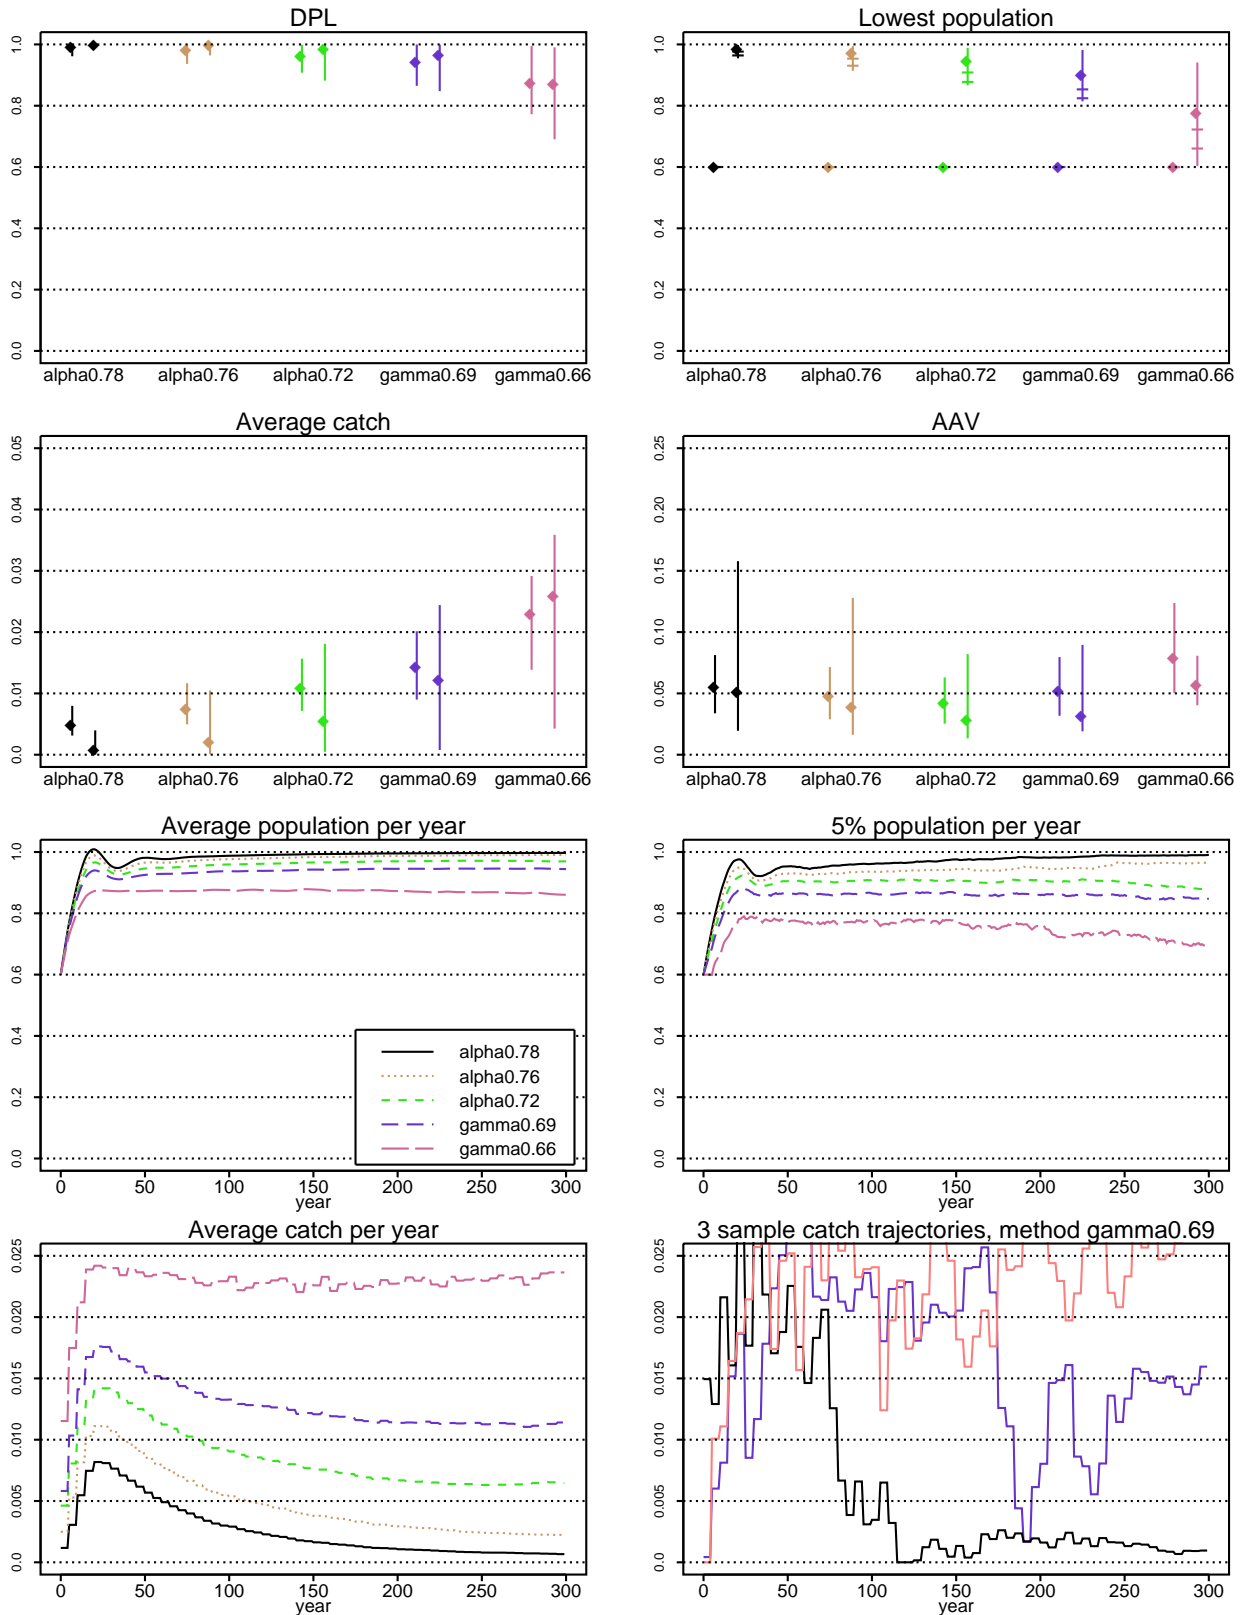 DPL
1.0
0.8
0.6
0.4
0.2
0.0
alpha0.78 alpha0.76 alpha0.72 gamma0.69 gamma0.66
Lowest population
1.0
0.8
0.6
0.4
0.2
0.0
alpha0.78 alpha0.76 alpha0.72 gamma0.69 gamma0.66
Average catch
0.05
0.04
0.03
0.02
0.01
0.0
alpha0.78 alpha0.76 alpha0.72 gamma0.69 gamma0.66
AAV
0.25
0.20
0.15
0.10
0.05
0.0
alpha0.78 alpha0.76 alpha0.72 gamma0.69 gamma0.66
Average population per year
1.0
0.8
0.6
0.4
0.2
0.0
alpha0.78
alpha0.76
alpha0.72
gamma0.69
gamma0.66
0 50 100 150 200 250 300
year
5% population per year
1.0
0.8
0.6
0.4
0.2
0.0
0 50 100 150 200 250 300
year
Average catch per year
0.025
0.020
0.015
0.010
0.005
0.0
0 50 100 150 200 250 300
year
3 sample catch trajectories, method gamma0.69
0.025
0.020
0.015
0.010
0.005
0.0
0 50 100 150 200 250 300
year